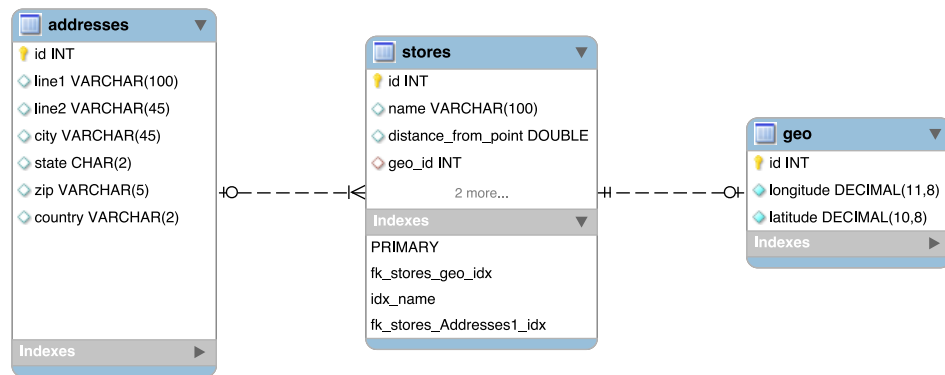 addresses
id INT
line1 VARCHAR(100)
line2 VARCHAR(45)
city VARCHAR(45)
state CHAR(2)
zip VARCHAR(5)
country VARCHAR(2)
Indexes
stores
id INT
name VARCHAR(100)
distance_from_point DOUBLE
geo_id INT
2 more...
Indexes
PRIMARY
fk_stores_geo_idx
idx_name
fk_stores_Addresses1_idx
geo
id INT
longitude DECIMAL(11,8)
latitude DECIMAL(10,8)
Indexes